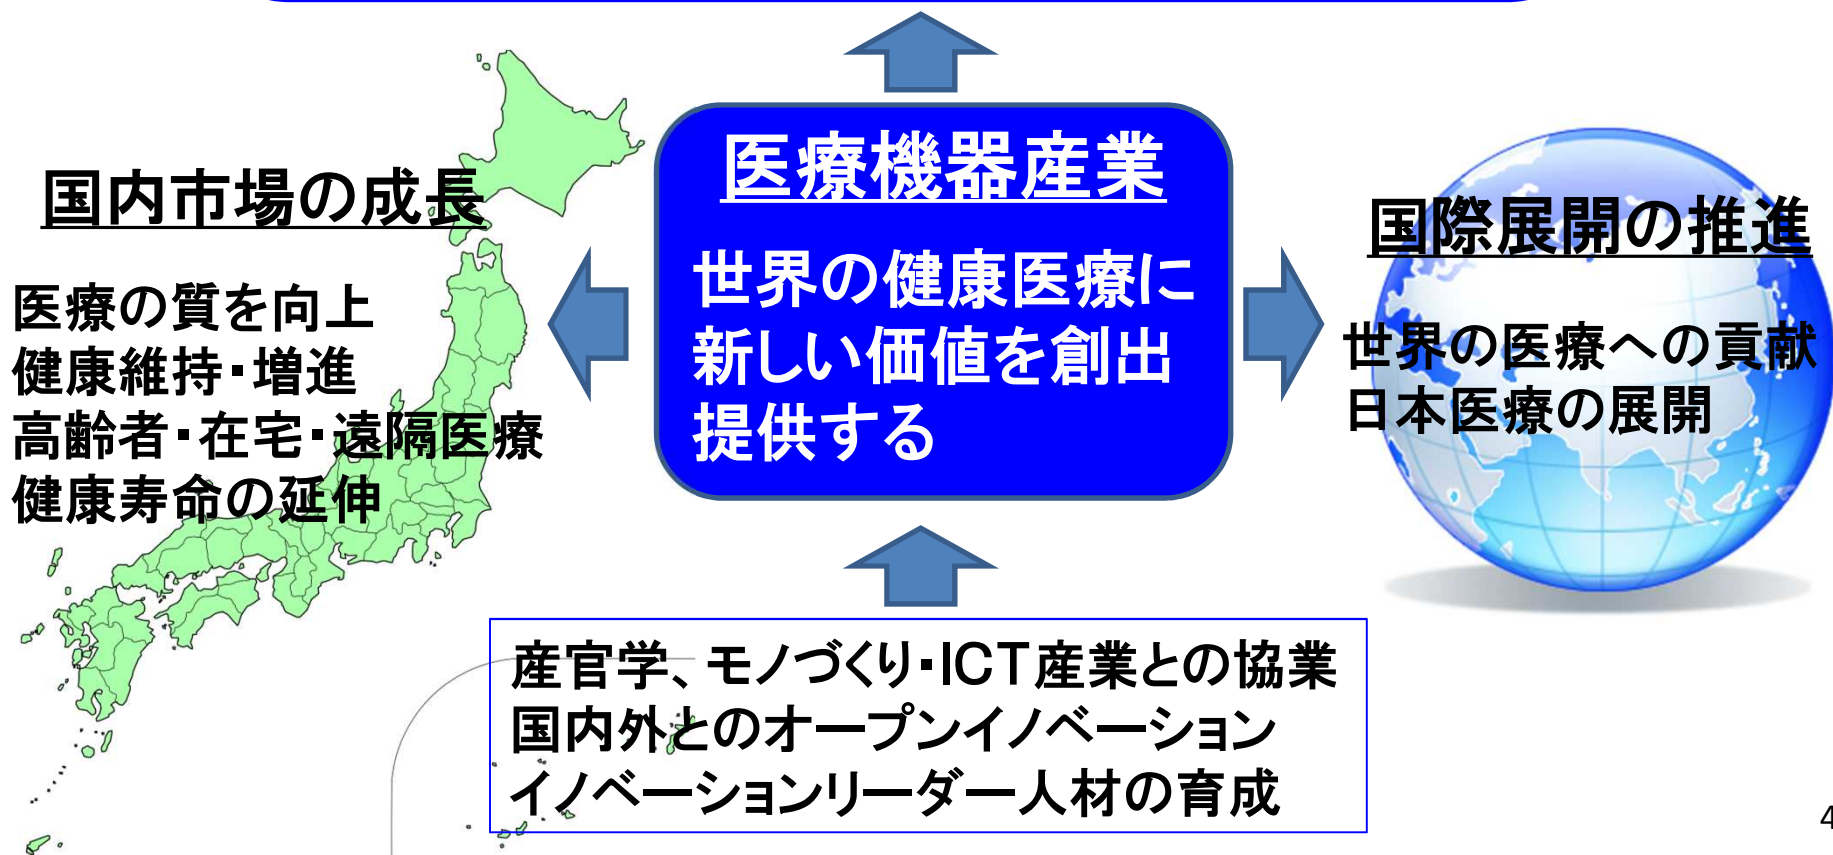 医療機器産業
世界の健康医療に
新しい価値を創出
提供する
国内市場の成長
医療の質を向上
健康維持・増進
高齢者・在宅・遠隔医療
健康寿命の延伸
国際展開の推進
世界の医療への貢献
日本医療の展開
産官学、モノづくり・ICT産業との協業
国内外とのオープンイノベーション
イノベーションリーダー人材の育成
4